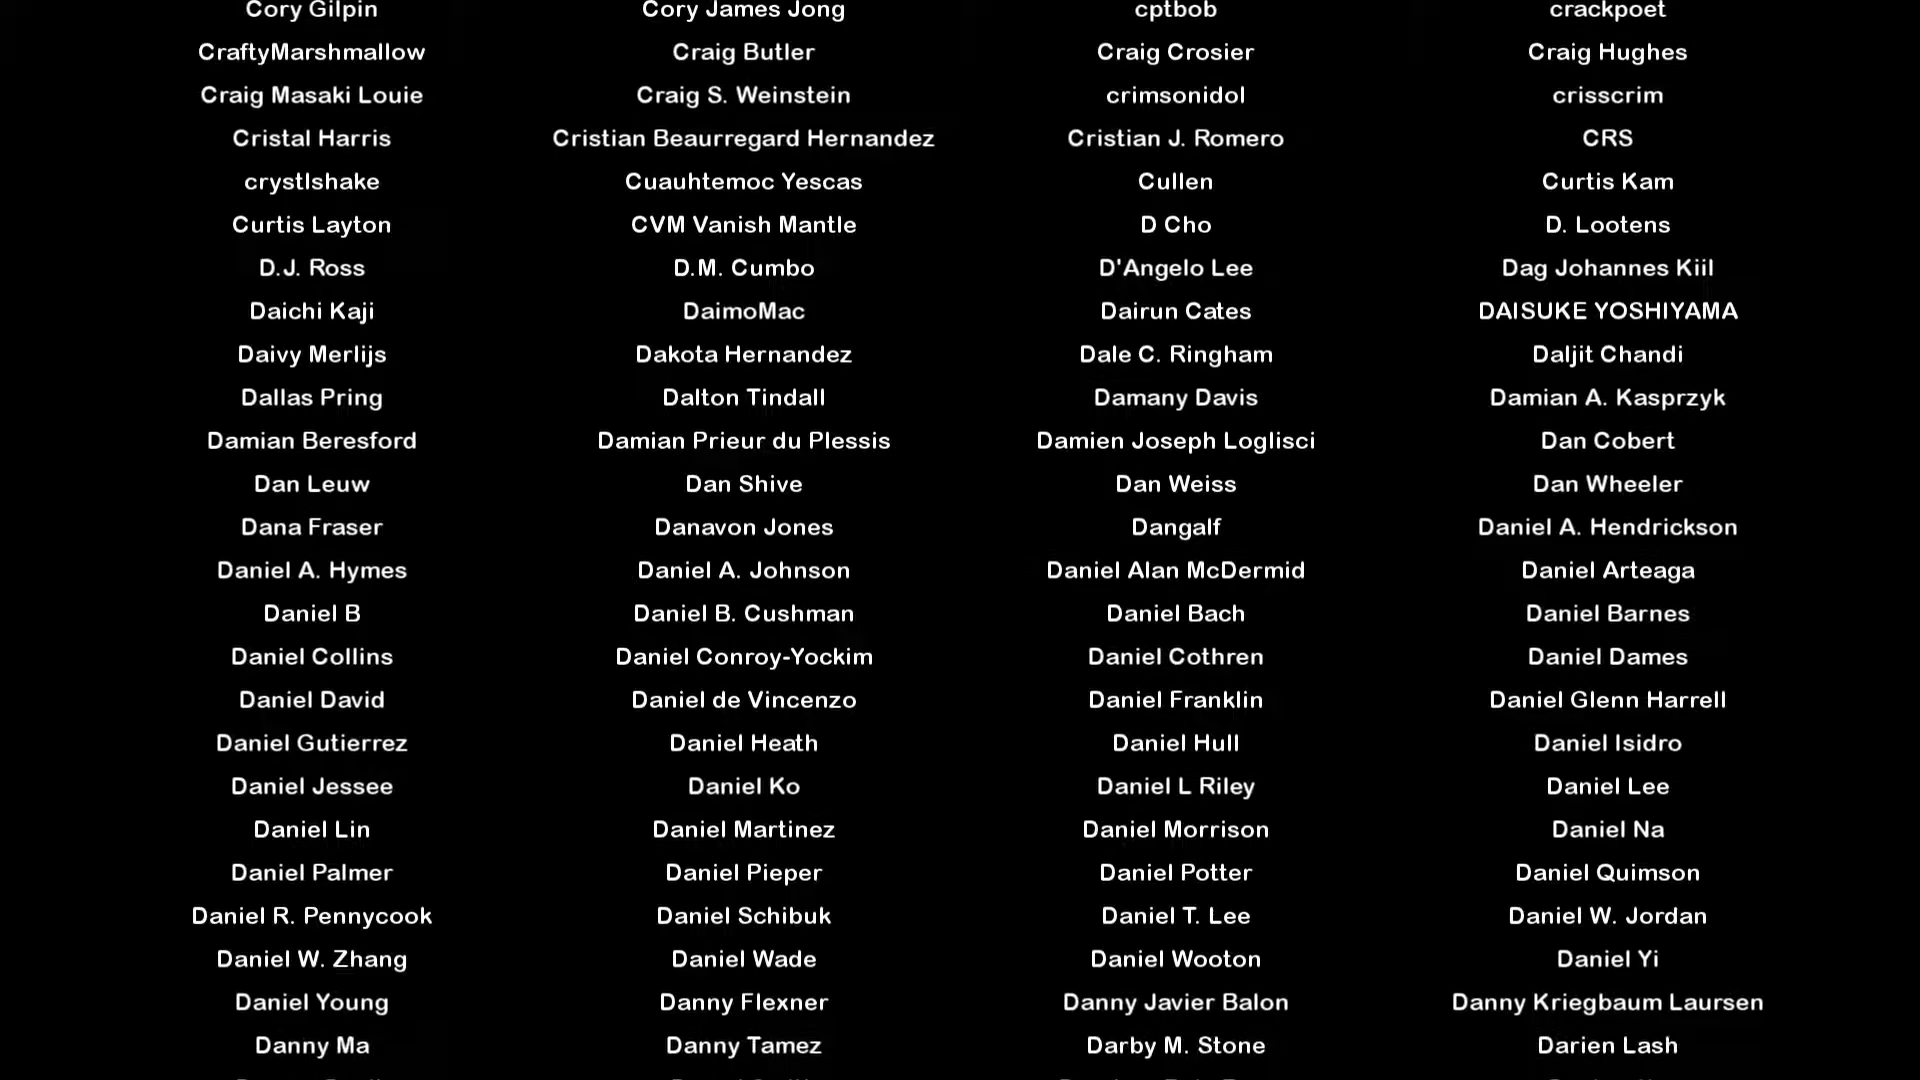 Cory Gilpin Cory James Jong cptbob crackpoet
CraftyMarshmallow Craig Butler Craig Crosier Craig Hughes
Craig Masaki Louie Craig S. Weinstein crimsonidol crisscrim
Cristal Harris Cristian Beaurregard Hernandez Cristian J. Romero CRS
crystlshake Cuauhtemoc Yescas Cullen Curtis Kam
Curtis Layton CVM Vanish Mantle D Cho D. Lootens
D.J. Ross D.M. Cumbo D'Angelo Lee Dag Johannes Kiil
Daichi Kaji DaimoMac Dairun Cates DAISUKE YOSHIYAMA
Daivy Merlijs Dakota Hernandez Dale C. Ringham Daljit Chandi
Dallas Pring Dalton Tindall Damany Davis Damian A. Kasprzyk
Damian Beresford Damian Prieur du Plessis Damien Joseph Loglisci Dan Cobert
Dan Leuw Dan Shive Dan Weiss Dan Wheeler
Dana Fraser Danavon Jones Dangalf Daniel A. Hendrickson
Daniel A. Hymes Daniel A. Johnson Daniel Alan McDermid Daniel Arteaga
Daniel B Daniel B. Cushman Daniel Bach Daniel Barnes
Daniel Collins Daniel Conroy-Yockim Daniel Cothren Daniel Dames
Daniel David Daniel de Vincenzo Daniel Franklin Daniel Glenn Harrell
Daniel Gutierrez Daniel Heath Daniel Hull Daniel Isidro
Daniel Jessee Daniel Ko Daniel L Riley Daniel Lee
Daniel Lin Daniel Martinez Daniel Morrison Daniel Na
Daniel Palmer Daniel Pieper Daniel Potter Daniel Quimson
Daniel R. Pennycook Daniel Schibuk Daniel T. Lee Daniel W. Jordan
Daniel W. Zhang Daniel Wade Daniel Wooton Daniel Yi
Daniel Young Danny Flexner Danny Javier Balon Danny Kriegbaum Laursen
Danny Ma Danny Tamez Darby M. Stone Darien Lash